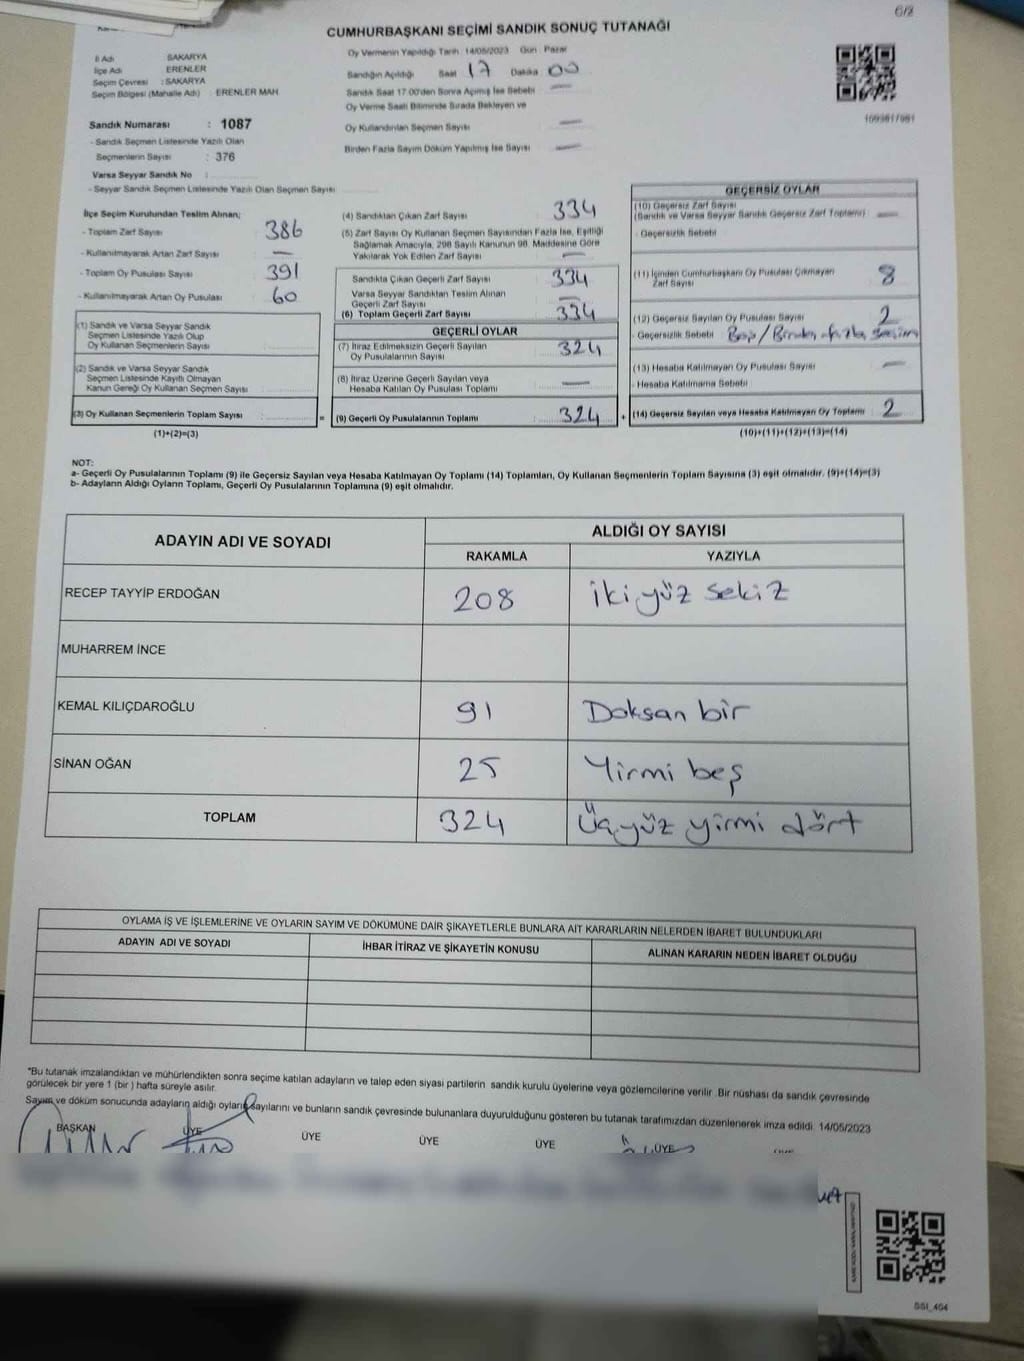 6/2
CUMHURBAŞKANI SEÇİMİ SANDIK SONUÇ TUTANAĞI
İl Adı SAKARYA
İlçe Adı ERENLER
Seçim Çevresi : SAKARYA
Seçim Bölgesi (Mahalle Adı) : ERENLER MAH
Sandık Numarası : 1087
- Sandık Seçmen Listesinde Yazılı Olan
Seçmenlerin Sayısı : 376
Varsa Seyyar Sandık No :
- Seyyar Sandık Seçmen Listesinde Yazılı Olan Seçmen Sayısı
Oy Vermenin Yapıldığı Tarih 14/05/2023 Gün : Pazar
Sandığın Açıldığı Saat 17 Dakika 00
Sandık Saat 17.00'den Sonra Açılmış İse Sebebi —
Oy Verme Saati Bitiminde Sırada Bekleyen ve
Oy Kullandırılan Seçmen Sayısı —
Birden Fazla Sayım Döküm Yapılmış İse Sayısı —
İlçe Seçim Kurulundan Teslim Alınan;
- Toplam Zarf Sayısı 386
- Kullanılmayarak Artan Zarf Sayısı —
- Toplam Oy Pusulası Sayısı 391
- Kullanılmayarak Artan Oy Pusulası 60
(1) Sandık ve Varsa Seyyar Sandık
Seçmen Listesinde Yazılı Olup
Oy Kullanan Seçmenlerin Sayısı
(2) Sandık ve Varsa Seyyar Sandık
Seçmen Listesinde Kayıtlı Olmayan
Kanun Gereği Oy Kullanan Seçmen Sayısı
(3) Oy Kullanan Seçmenlerin Toplam Sayısı :
(1)+(2)=(3)
(4) Sandıktan Çıkan Zarf Sayısı 334
(5) Zarf Sayısı Oy Kullanan Seçmen Sayısından Fazla İse, Eşitliği
Sağlamak Amacıyla, 298 Sayılı Kanunun 98. Maddesine Göre
Yakılarak Yok Edilen Zarf Sayısı —
Sandıkta Çıkan Geçerli Zarf Sayısı 334
Varsa Seyyar Sandıktan Teslim Alınan
Geçerli Zarf Sayısı —
(6) Toplam Geçerli Zarf Sayısı 334
GEÇERLİ OYLAR
(7) İtiraz Edilmeksizin Geçerli Sayılan
Oy Pusulalarının Sayısı 324
(8) İtiraz Üzerine Geçerli Sayılan veya
Hesaba Katılan Oy Pusulası Sayısı —
= (9) Geçerli Oy Pusulalarının Toplamı 324 +
GEÇERSİZ OYLAR
(10) Geçersiz Zarf Sayısı
(Sandık ve Varsa Seyyar Sandık Geçersiz Zarf Toplamı) —
- Geçersizlik Sebebi
(11) İçinden Cumhurbaşkanı Oy Pusulası Çıkmayan
Zarf Sayısı 8
(12) Geçersiz Sayılan Oy Pusulası Sayısı 2
- Geçersizlik Sebebi Boş / Birden fazla seçim
(13) Hesaba Katılmayan Oy Pusulası Sayısı —
- Hesaba Katılmama Sebebi
(14) Geçersiz Sayılan veya Hesaba Katılmayan Oy Toplamı 2
(10)+(11)+(12)+(13)=(14)
NOT:
a- Geçerli Oy Pusulalarının Toplamı (9) ile Geçersiz Sayılan veya Hesaba Katılmayan Oy Toplamı (14) Toplamları, Oy Kullanan Seçmenlerin Toplam Sayısına (3) eşit olmalıdır. (9)+(14)=(3)
b- Adayların Aldığı Oyların Toplamı, Geçerli Oy Pusulalarının Toplamına (9) eşit olmalıdır.
ADAYIN ADI VE SOYADI ALDIĞI OY SAYISI
RAKAMLA YAZIYLA
RECEP TAYYİP ERDOĞAN 208 iki yüz sekiz
MUHARREM İNCE
KEMAL KILIÇDAROĞLU 91 Doksan bir
SİNAN OĞAN 25 Yirmi beş
TOPLAM 324 Üçyüz yirmi dört
OYLAMA İŞ VE İŞLEMLERİNE VE OYLARIN SAYIM VE DÖKÜMÜNE DAİR ŞİKAYETLERLE BUNLARA AİT KARARLARIN NELERDEN İBARET BULUNDUKLARI
ADAYIN ADI VE SOYADI İHBAR İTİRAZ VE ŞİKAYETİN KONUSU ALINAN KARARIN NEDEN İBARET OLDUĞU
*Bu tutanak imzalandıktan ve mühürlendikten sonra seçime katılan adayların ve talep eden siyasi partilerin sandık kurulu üyelerine veya gözlemcilerine verilir. Bir nüshası da sandık çevresinde
görülecek bir yere 1 (bir ) hafta süreyle asılır.
Sayım ve döküm sonucunda adayların aldığı oyların sayılarını ve bunların sandık çevresinde bulunanlara duyurulduğunu gösteren bu tutanak tarafımızdan düzenlenerek imza edildi. 14/05/2023
BAŞKAN ÜYE ÜYE ÜYE ÜYE ÜYE
SSI_404